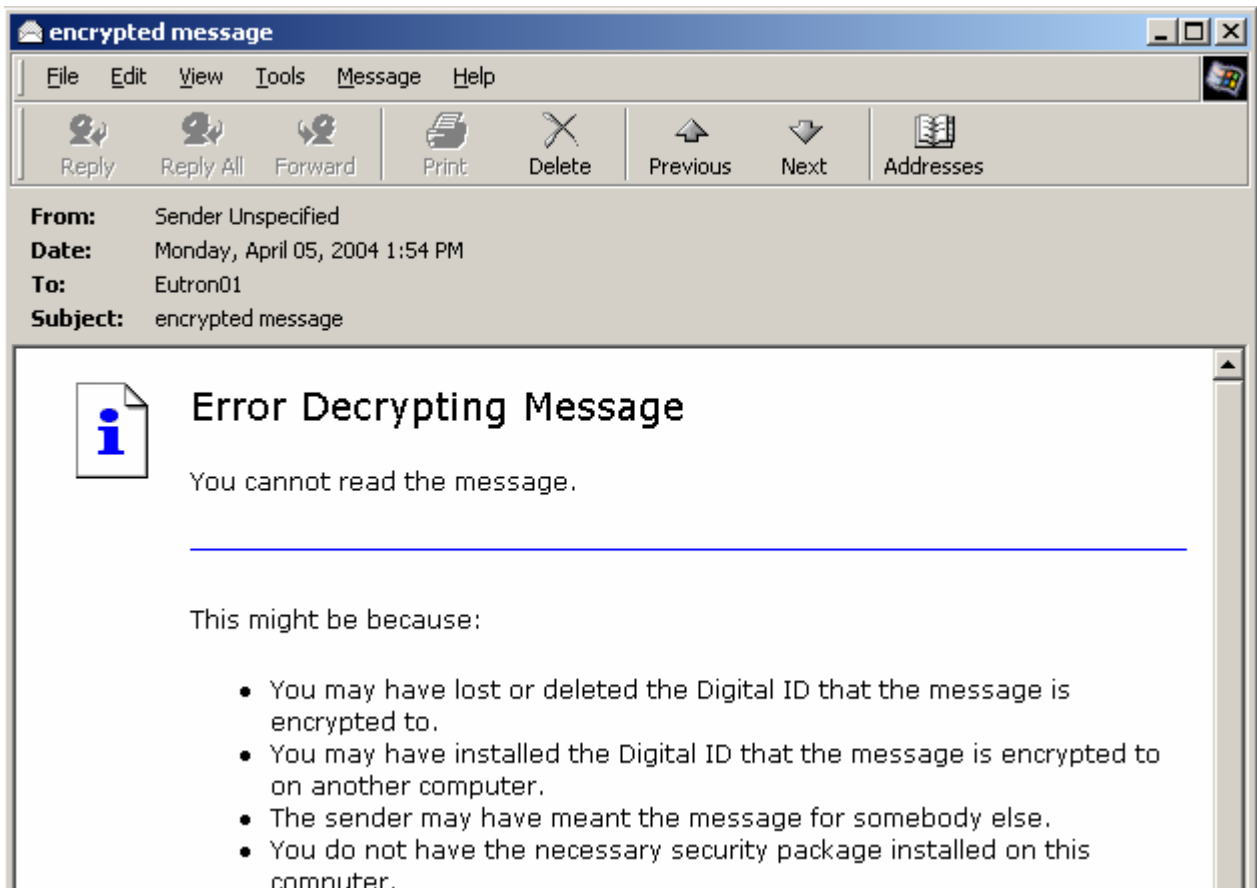 encrypted message
File Edit View Tools Message Help
Reply Reply All Forward Print Delete Previous Next Addresses
From: Sender Unspecified
Date: Monday, April 05, 2004 1:54 PM
To: Eutron01
Subject: encrypted message
Error Decrypting Message
You cannot read the message.
This might be because:
• You may have lost or deleted the Digital ID that the message is
encrypted to.
• You may have installed the Digital ID that the message is encrypted to
on another computer.
• The sender may have meant the message for somebody else.
• You do not have the necessary security package installed on this
computer.